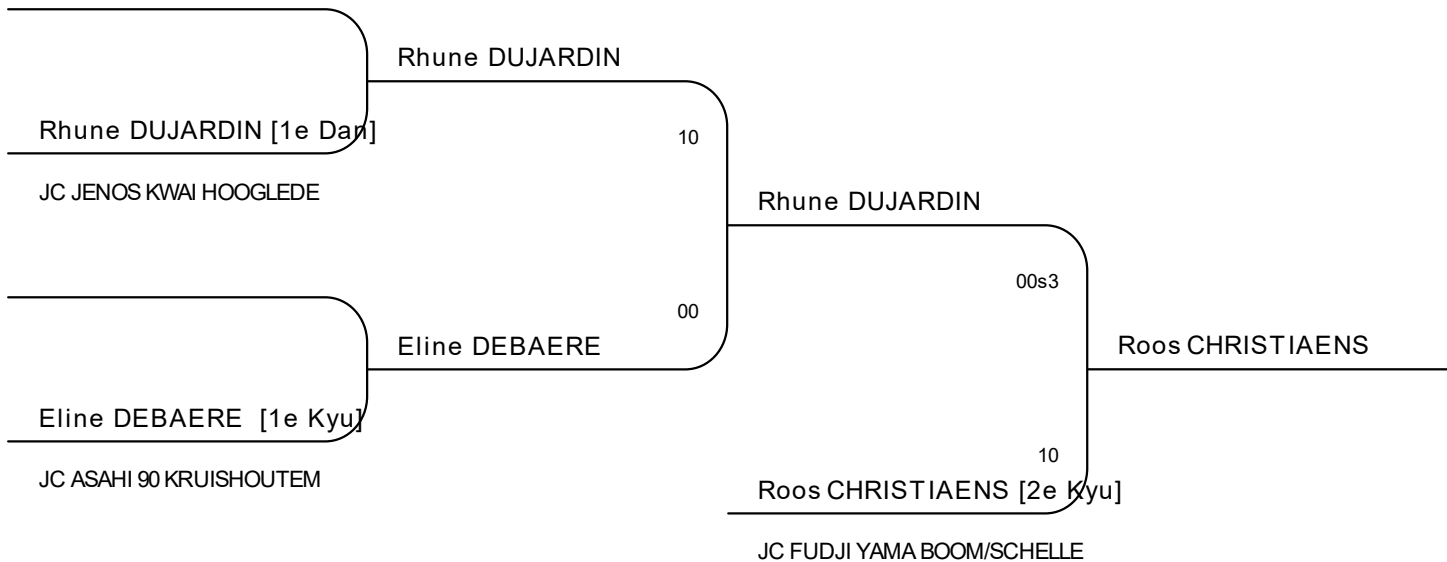 Rhune DUJARDIN
Rhune DUJARDIN [1e Dan]
10
JC JENOS KWAI HOOGLEDE
Rhune DUJARDIN
00s3
00
Eline DEBAERE
Roos CHRISTIAENS
Eline DEBAERE [1e Kyu]
10
JC ASAHI 90 KRUISHOUTEM
Roos CHRISTIAENS [2e Kyu]
JC FUDJI YAMA BOOM/SCHELLE